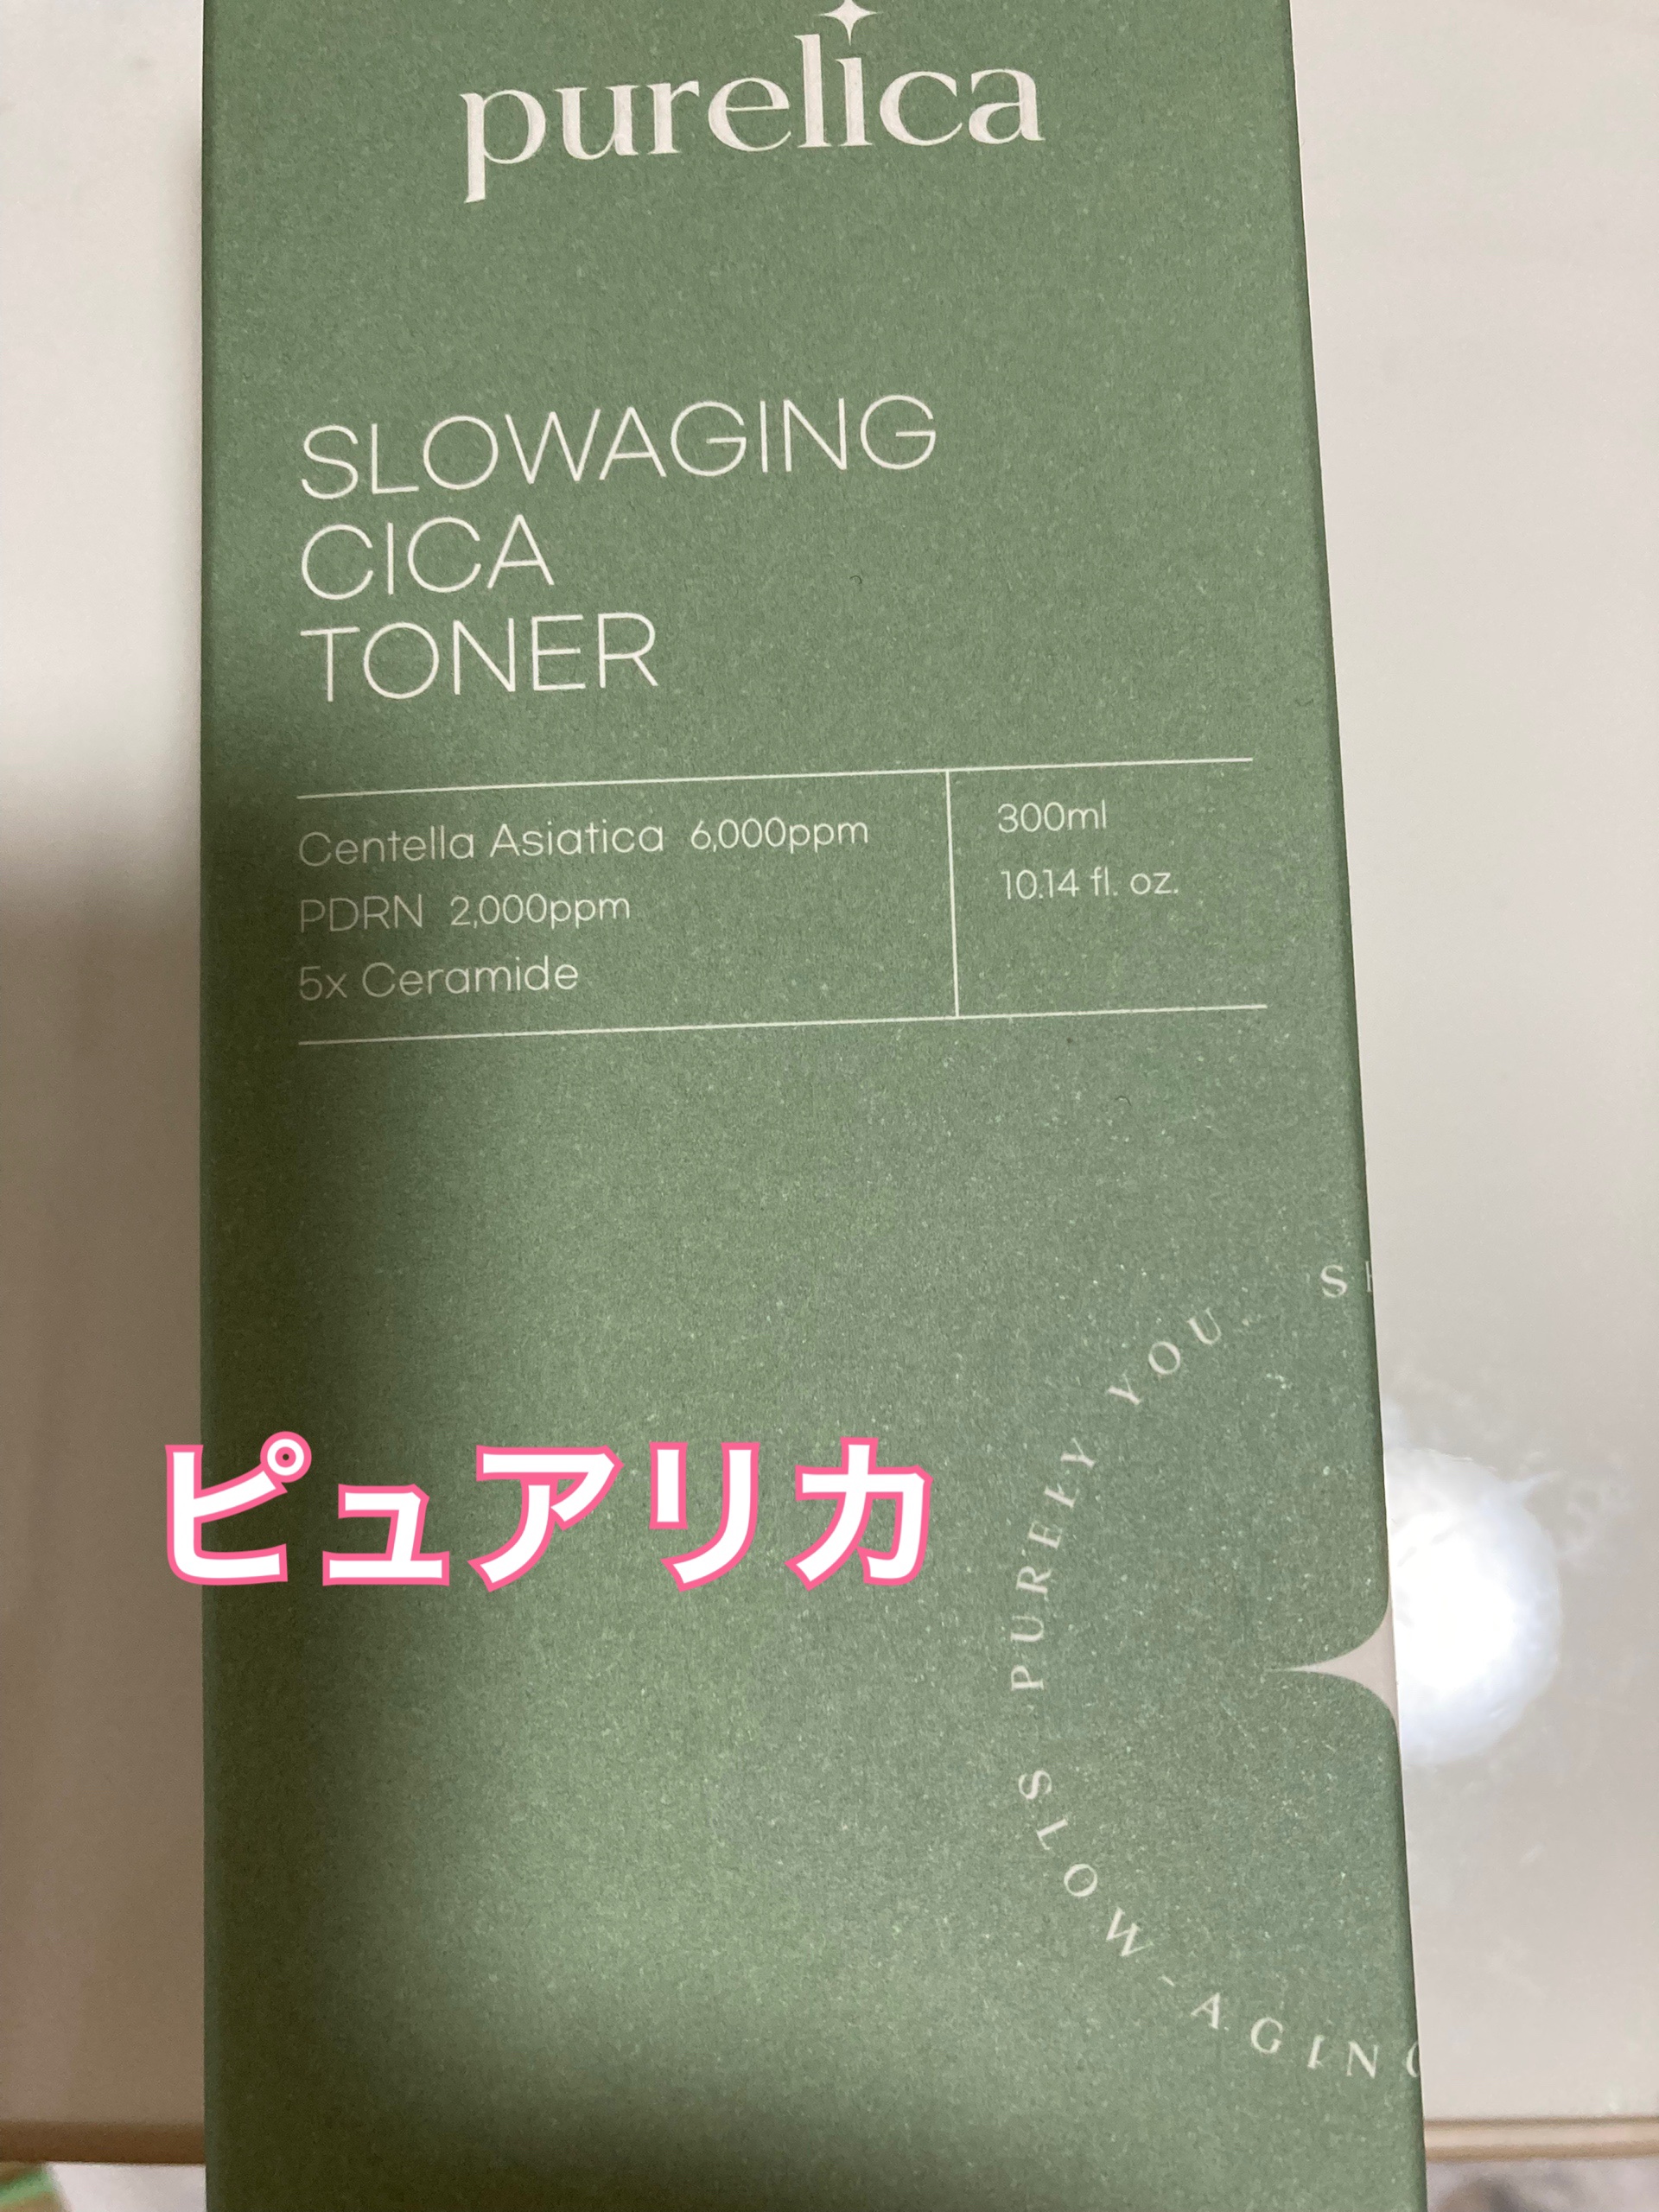 purelica
SLOWAGING
CICA
TONER
Centella Asiatica 6,000ppm
PDRN 2,000ppm
5x Ceramide
300ml
10.14 fl. oz.
ピュアリカ
PURELY YOU
SLOW-AGING